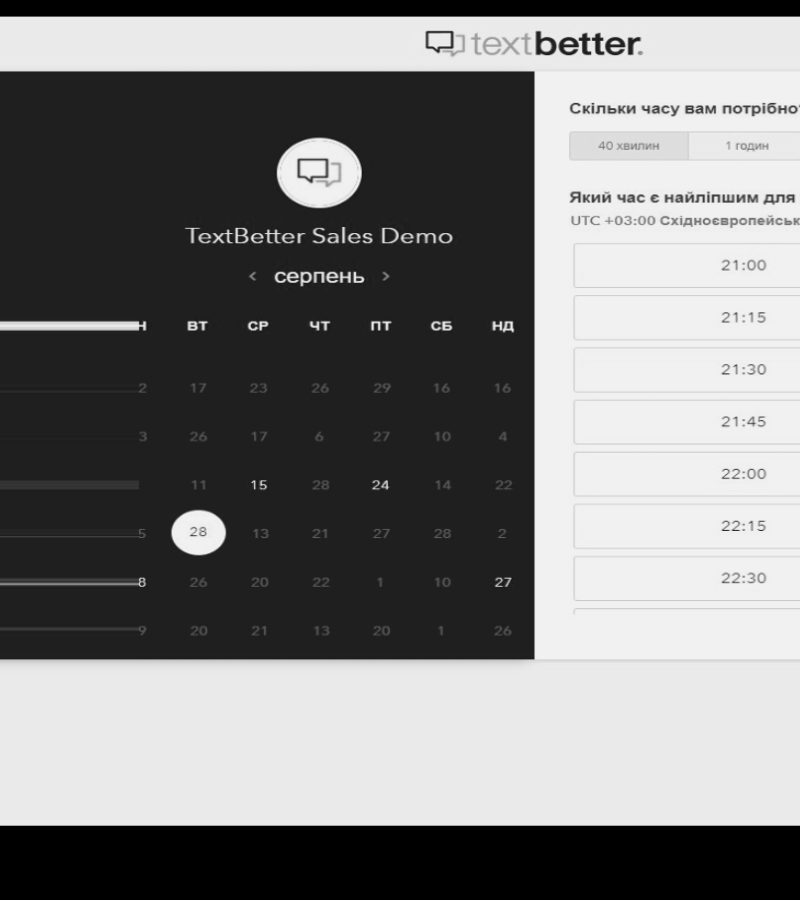 textbetter.
TextBetter Sales Demo
< серпень >
Н ВТ СР ЧТ ПТ СБ НД
2 17 23 26 29 16 16
3 26 17 6 27 10 4
11 15 28 24 14 22
5 28 13 21 27 28 2
8 26 20 22 1 10 27
9 20 21 13 20 1 26
Скільки часу вам потрібно
40 хвилин 1 годин
Який час є найліпшим для
UTC +03:00 Східноєвропейськ
21:00
21:15
21:30
21:45
22:00
22:15
22:30